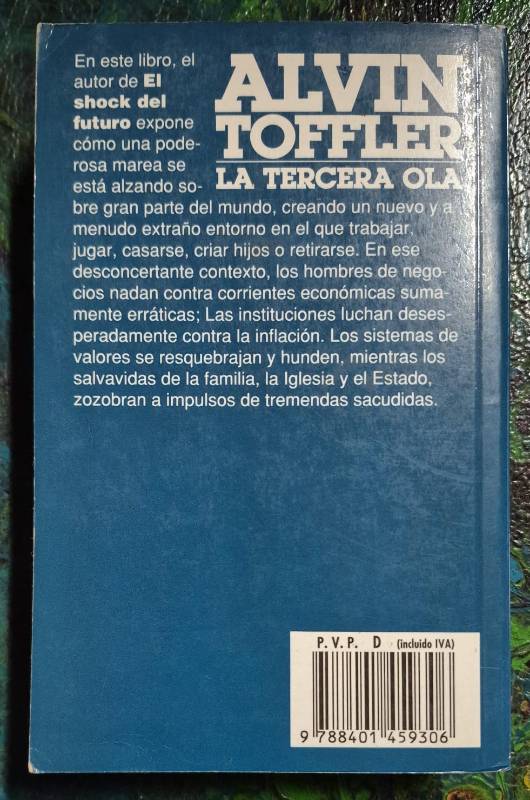 En este libro, el
autor de El
shock del
futuro expone
cómo una pode-
rosa marea se
está alzando so-
ALVIN
TOFFLER
LA TERCERA OLA
bre gran parte del mundo, creando un nuevo y a
menudo extraño entorno en el que trabajar,
jugar, casarse, criar hijos o retirarse. En ese
desconcertante contexto, los hombres de nego-
cios nadan contra corrientes económicas suma-
mente erráticas; Las instituciones luchan deses-
peradamente contra la inflación. Los sistemas de
valores se resquebrajan y hunden, mientras los
salvavidas de la familia, la Iglesia y el Estado,
zozobran a impulsos de tremendas sacudidas.
P. V. P. D (incluido IVA)
9 788401 459306